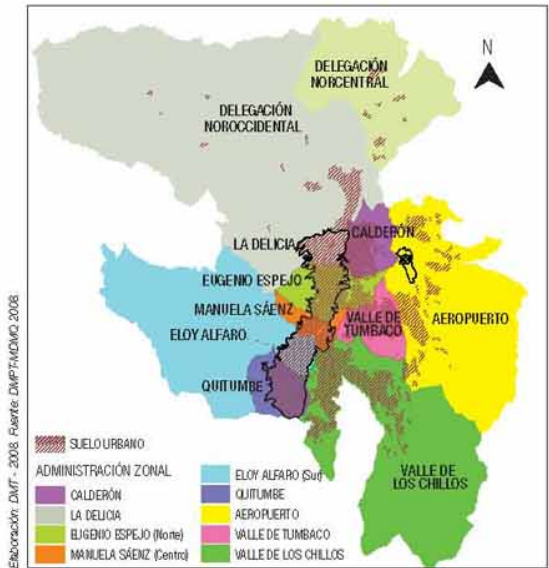 DELEGACIÓN
NORCENTRAL
N
DELEGACIÓN
NOROCCIDENTAL
LA DELICIA
CALDERÓN
EUGENIO ESPEJO
MANUELA SÁENZ
VALLE DE
TUMBACO
AEROPUERTO
ELOY ALFARO
QUITUMBE
VALLE DE
LOS CHILLOS
SUELO URBANO
ADMINISTRACIÓN ZONAL
CALDERÓN
LA DELICIA
EUGENIO ESPEJO (Norte)
MANUELA SÁENZ (Centro)
ELOY ALFARO (Sur)
QUITUMBE
AEROPUERTO
VALLE DE TUMBACO
VALLE DE LOS CHILLOS
Elaboración: DMT - 2008. Fuente: DMPT-MDMQ 2008